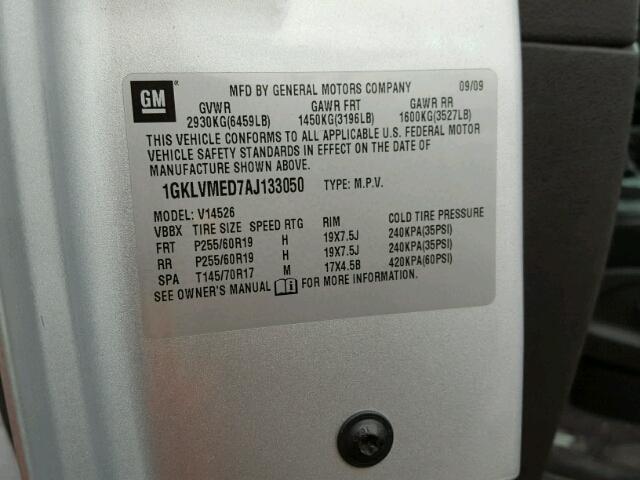 GM ®
MFD BY GENERAL MOTORS COMPANY 09/09
GVWR GAWR FRT GAWR RR
2930KG(6459LB) 1450KG(3196LB) 1600KG(3527LB)
THIS VEHICLE CONFORMS TO ALL APPLICABLE U.S. FEDERAL MOTOR
VEHICLE SAFETY STANDARDS IN EFFECT ON THE DATE OF
MANUFACTURE SHOWN ABOVE.
1GKLVMED7AJ133050 TYPE: M.P.V.
MODEL: V14526
VBBX TIRE SIZE SPEED RTG RIM COLD TIRE PRESSURE
FRT P255/60R19 H 19X7.5J 240KPA(35PSI)
RR P255/60R19 H 19X7.5J 240KPA(35PSI)
SPA T145/70R17 M 17X4.5B 420KPA(60PSI)
SEE OWNER'S MANUAL i FOR MORE INFORMATION.